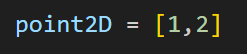 point2D = [1,2]